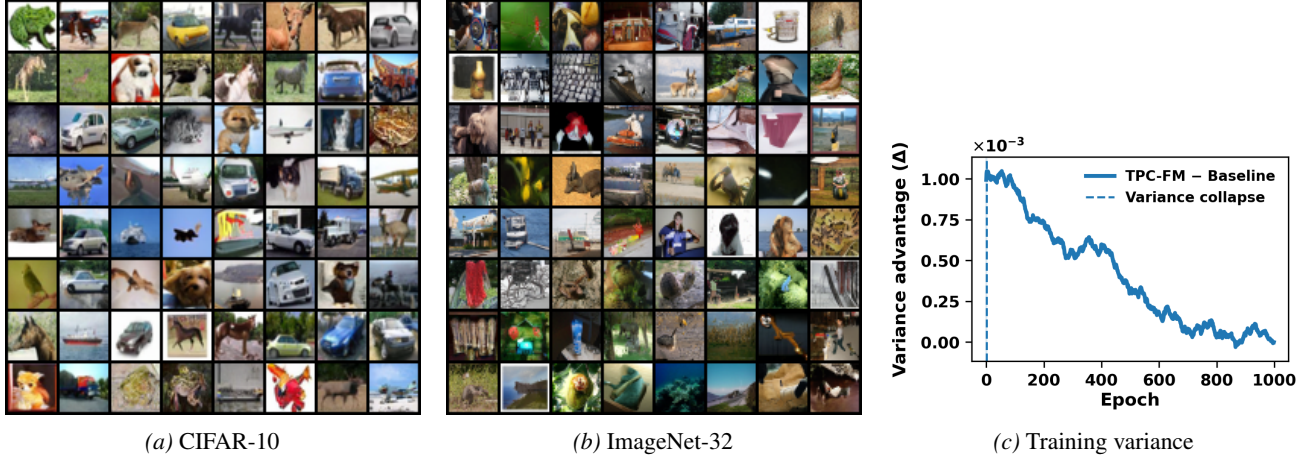 ×10⁻³
Variance advantage (Δ)
1.00
0.75
0.50
0.25
0.00
TPC-FM − Baseline
Variance collapse
0 200 400 600 800 1000
Epoch
(a) CIFAR-10 (b) ImageNet-32 (c) Training variance